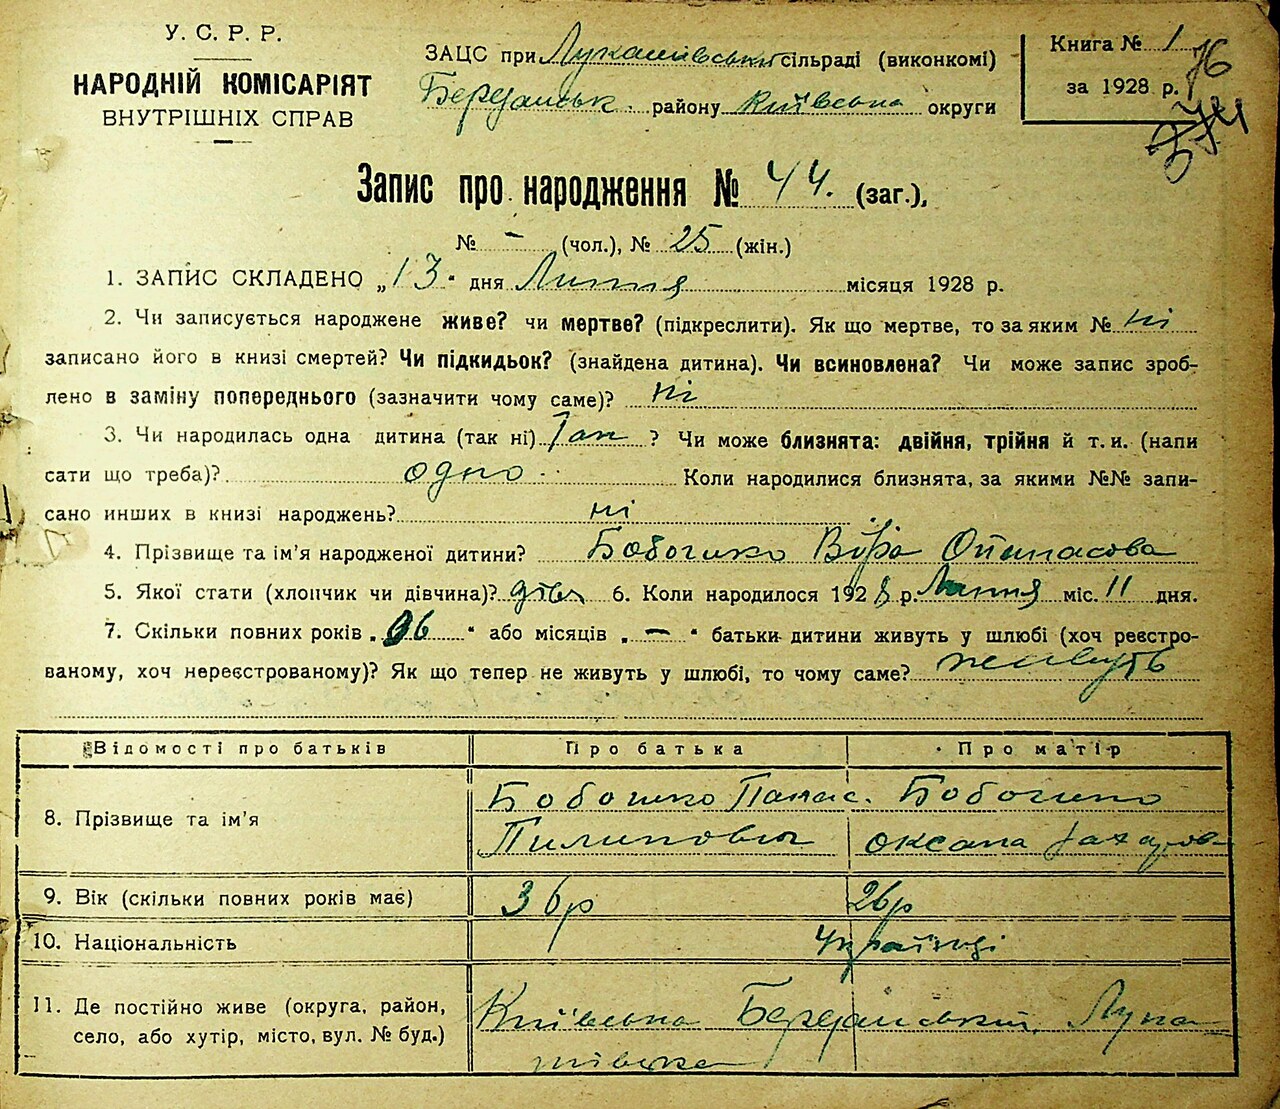 У. С. Р. Р.
НАРОДНІЙ КОМІСАРІЯТ
ВНУТРІШНІХ СПРАВ
ЗАЦС при Лукашівській сільраді (виконкомі)
районy Київська округи
Книга № 1
за 1928 р.
76
374
Запис про народження № 44. (заг.),
№ - (чол.), № 25 (жін.)
1. ЗАПИС СКЛАДЕНО „13" дня Липня місяця 1928 р.
2. Чи записується народжене живе? чи мертве? (підкреслити). Як що мертве, то за яким № ні
записано його в книзі смертей? Чи підкидьок? (знайдена дитина). Чи всиновлена? Чи може запис зроб-
лено в заміну попереднього (зазначити чому саме)? ні
3. Чи народилась одна дитина (так ні) Так ? Чи може близнята: двійня, трійня й т. и. (напи
сати що треба)? одно Коли народилися близнята, за якими №№ запи-
сано инших в книзі народжень? ні
4. Прізвище та ім'я народженої дитини? Віра
5. Якої стати (хлопчик чи дівчина)? дівч 6. Коли народилося 1928 р. Липня міс. 11 дня.
7. Скільки повних років „06" або місяців „-" батьки дитини живуть у шлюбі (хоч реєстро-
ваному, хоч нереєстрованому)? Як що тепер не живуть у шлюбі, то чому саме? живуть
Відомості про батьків Про батька Про матір
8. Прізвище та ім'я Бобошко Панас Бобошко
Пилипович Оксана Захаров
9. Вік (скільки повних років має) 36р 26р
10. Національність Українці
11. Де постійно живе (округа, район, Київська Лука
село, або хутір, місто, вул. № буд.) шівка